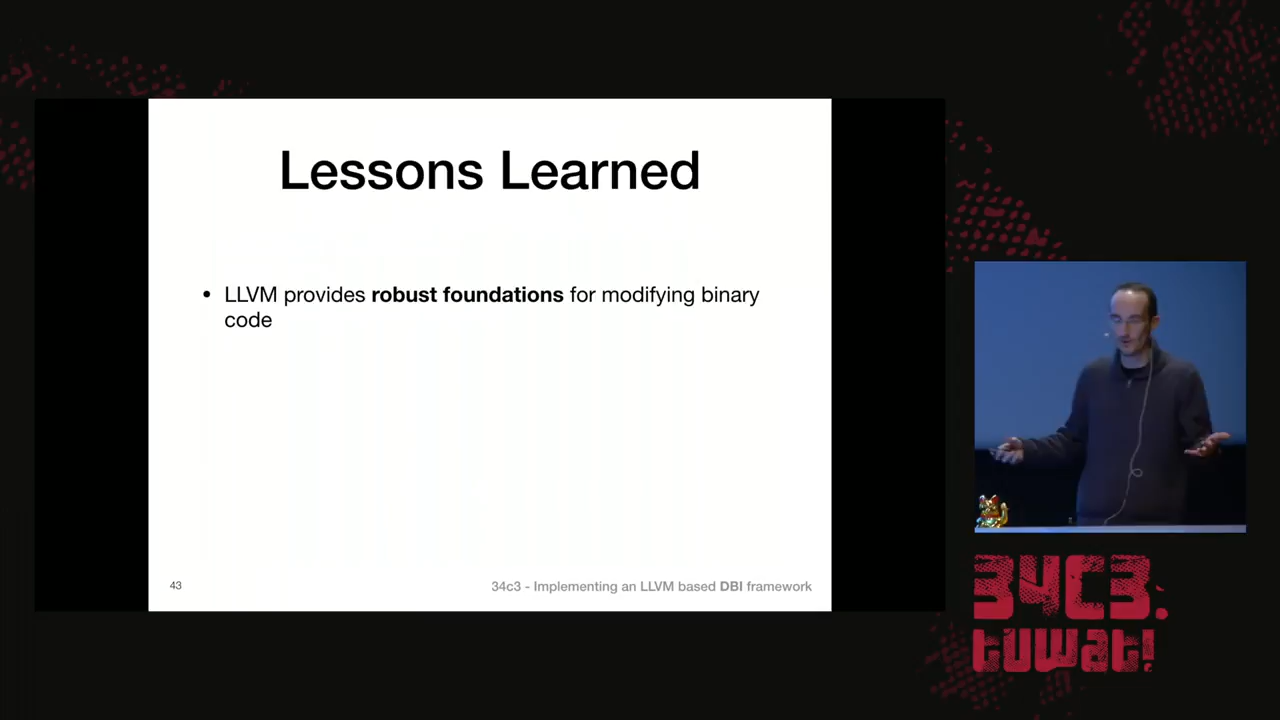 Lessons Learned
• LLVM provides robust foundations for modifying binary
code
43
34c3 - Implementing an LLVM based DBI framework
34C3.
tuwat!